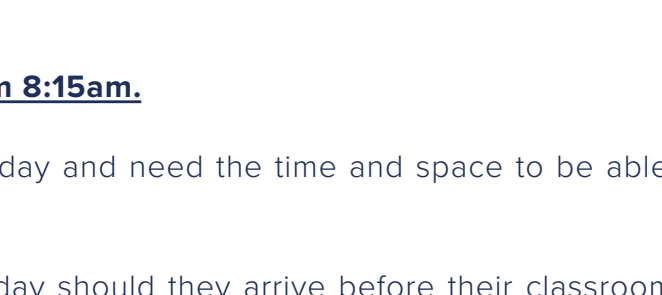 8:15am.
day and need the time and space to be able
day should they arrive before their classroom